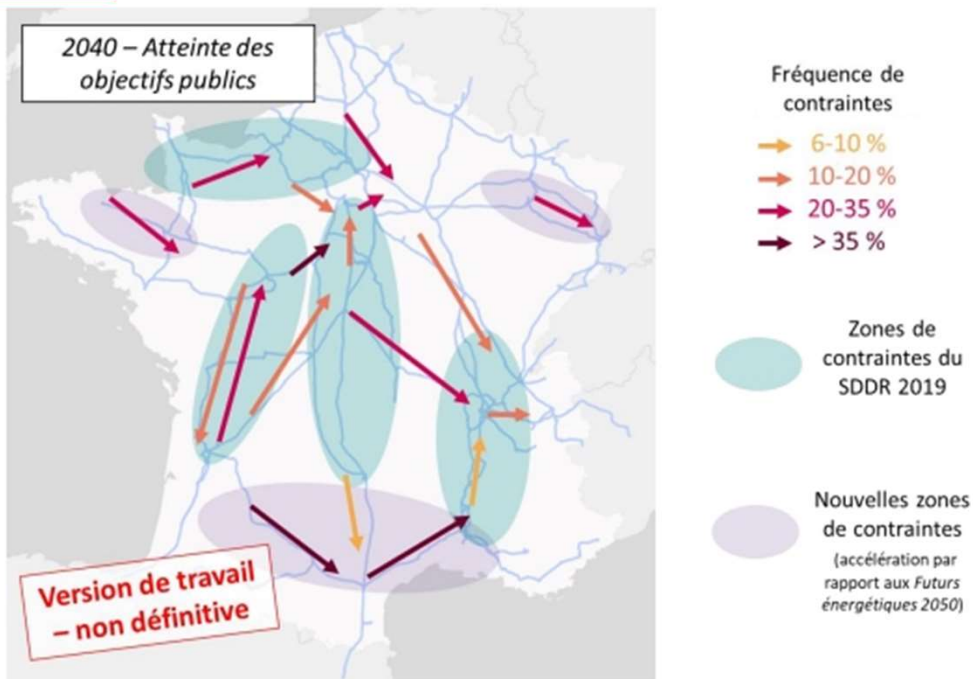 2040 – Atteinte des
objectifs publics
Fréquence de
contraintes
6-10 %
10-20 %
20-35 %
> 35 %
Zones de
contraintes du
SDDR 2019
Nouvelles zones
de contraintes
(accélération par
rapport aux Futurs
énergétiques 2050)
Version de travail
– non définitive